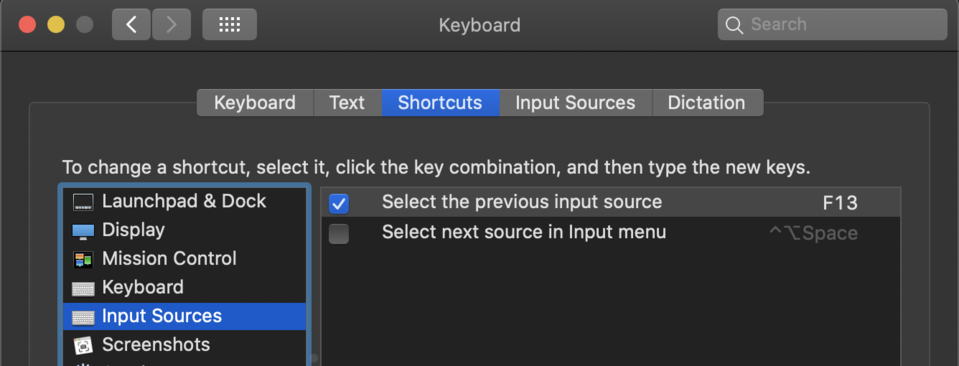 Keyboard
Search
Keyboard Text Shortcuts Input Sources Dictation
To change a shortcut, select it, click the key combination, and then type the new keys.
Launchpad & Dock
Display
Mission Control
Keyboard
Input Sources
Screenshots
Select the previous input source F13
Select next source in Input menu ^⌥Space